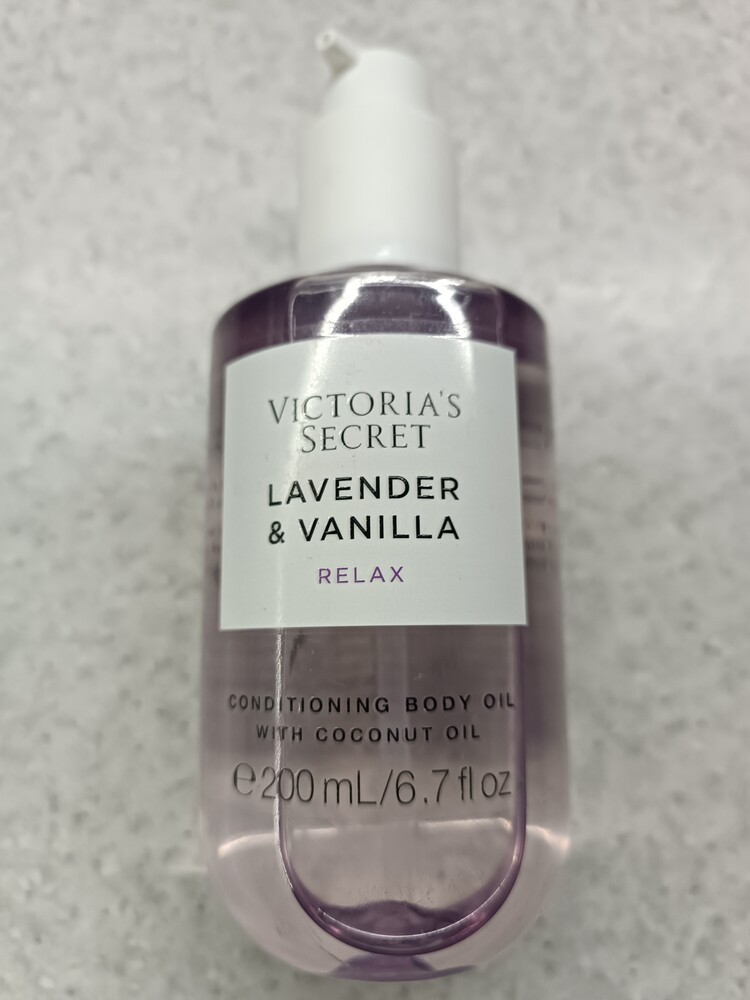 VICTORIA'S
SECRET
LAVENDER
& VANILLA
RELAX
CONDITIONING BODY OIL
WITH COCONUT OIL
℮200 mL/6.7 fl oz